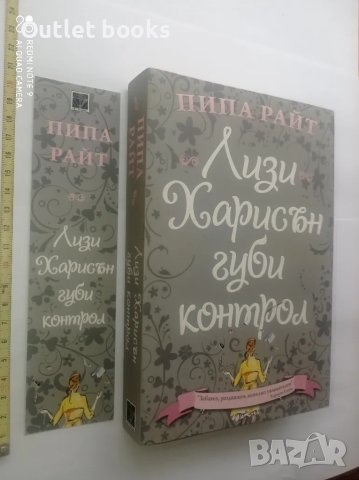 Outlet books
REDMI NOTE 9
AI QUAD CAMERA
ПИПА
РАЙТ
Лизи
Харисън
губи
контрол
ПИПА
РАЙТ
Лизи Харисън
губи контрол
ПИПА РАЙТ
Лизи
Харисън
губи
контрол
BAZAR